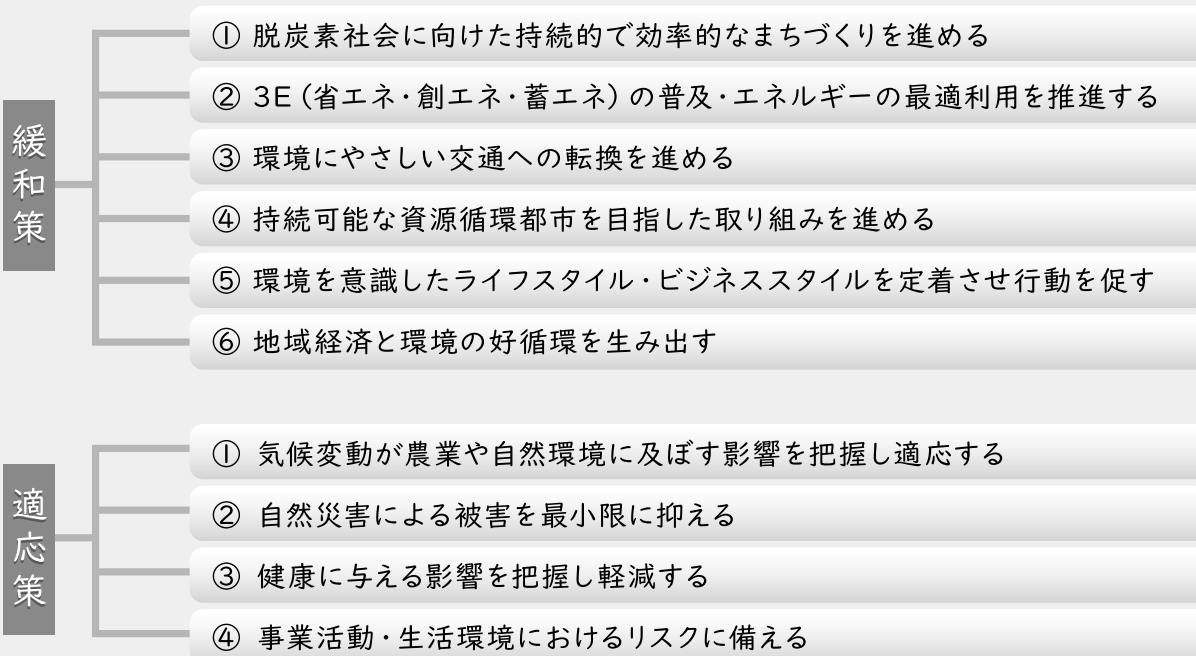 緩和策
① 脱炭素社会に向けた持続的で効率的なまちづくりを進める
② 3E（省エネ・創エネ・蓄エネ）の普及・エネルギーの最適利用を推進する
③ 環境にやさしい交通への転換を進める
④ 持続可能な資源循環都市を目指した取り組みを進める
⑤ 環境を意識したライフスタイル・ビジネススタイルを定着させ行動を促す
⑥ 地域経済と環境の好循環を生み出す
適応策
① 気候変動が農業や自然環境に及ぼす影響を把握し適応する
② 自然災害による被害を最小限に抑える
③ 健康に与える影響を把握し軽減する
④ 事業活動・生活環境におけるリスクに備える